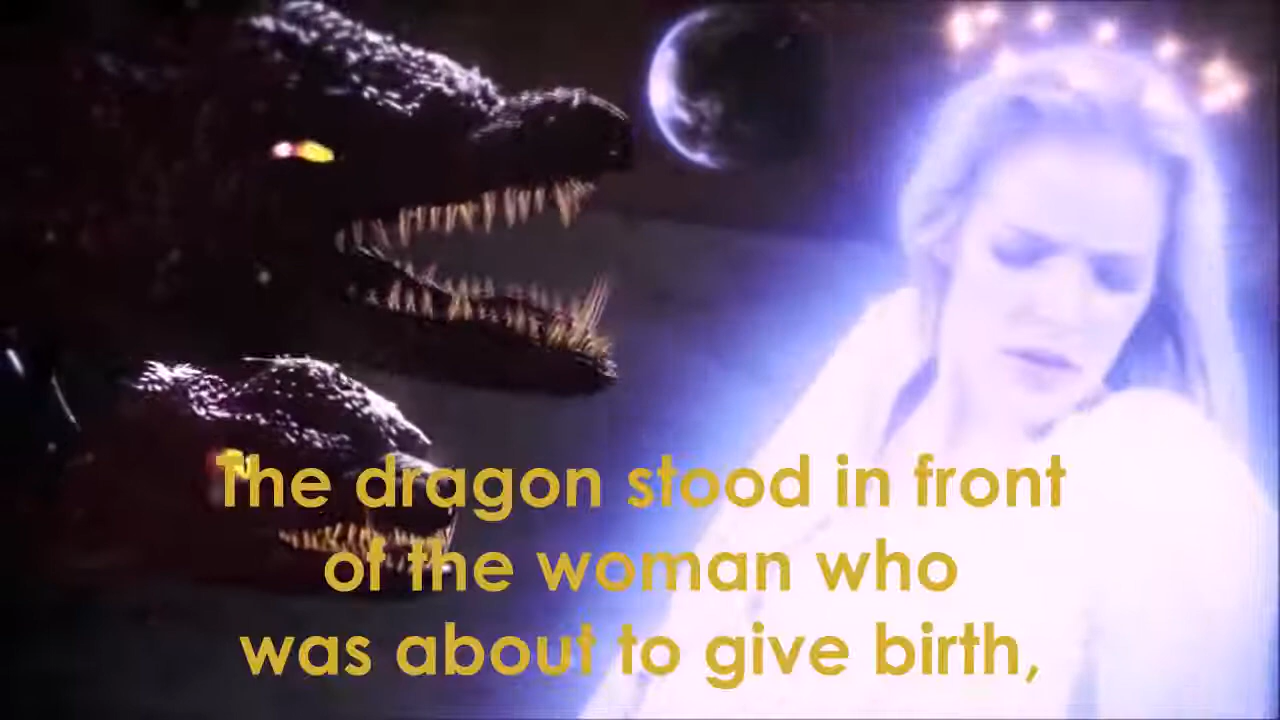 The dragon stood in front
of the woman who
was about to give birth,